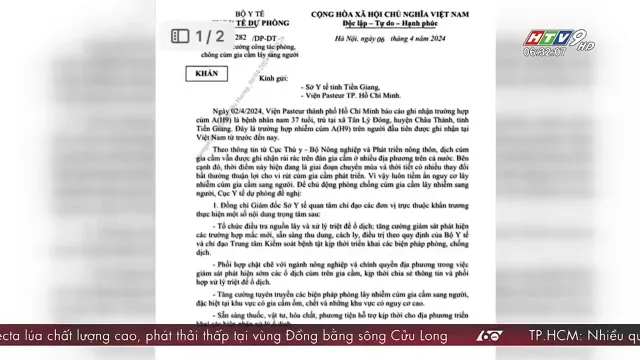 BỘ Y TẾ
CỘNG HÒA XÃ HỘI CHỦ NGHĨA VIỆT NAM
TẾ DỰ PHÒNG
Độc lập – Tự do – Hạnh phúc
1 / 2
282 /DP-DT
Hà Nội, ngày 06 tháng 4 năm 2024
cường công tác phòng,
chống cúm gia cầm lây sang người
KHẨN
Kính gửi:
- Sở Y tế tỉnh Tiền Giang,
- Viện Pasteur TP. Hồ Chí Minh.
Ngày 02/4/2024, Viện Pasteur thành phố Hồ Chí Minh báo cáo ghi nhận trường hợp
cúm A(H9) là bệnh nhân nam 37 tuổi, trú tại xã Tân Lý Đông, huyện Châu Thành, tỉnh
Tiền Giang. Đây là trường hợp nhiễm cúm A(H9) trên người đầu tiên được ghi nhận tại
Việt Nam từ trước đến nay.
Theo thông tin từ Cục Thú y - Bộ Nông nghiệp và Phát triển nông thôn, dịch cúm
gia cầm vẫn được ghi nhận rải rác trên đàn gia cầm ở nhiều địa phương trên cả nước. Bên
cạnh đó, thời điểm này hiện đang là giai đoạn chuyển mùa và thời tiết có nhiều thay đổi
bất thường thuận lợi cho vi rút cúm gia cầm phát triển. Vì vậy luôn tiềm ẩn nguy cơ lây
nhiễm cúm gia cầm sang người. Để chủ động phòng chống cúm gia cầm lây nhiễm sang
người, Cục Y tế dự phòng đề nghị:
1. Đồng chí Giám đốc Sở Y tế quan tâm chỉ đạo các đơn vị trực thuộc khẩn trương
thực hiện một số nội dung trọng tâm sau:
- Tổ chức điều tra nguồn lây và xử lý triệt để ổ dịch; tăng cường giám sát phát hiện
các trường hợp mắc mới, sẵn sàng thu dung, cách ly, điều trị theo quy định của Bộ Y tế
và chỉ đạo Trung tâm Kiểm soát bệnh tật kịp thời triển khai các biện pháp phòng, chống
dịch.
- Phối hợp chặt chẽ với ngành nông nghiệp và chính quyền địa phương trong việc
giám sát phát hiện sớm các ổ dịch cúm trên gia cầm, kịp thời chia sẻ thông tin và phối hợp
xử lý triệt để ổ dịch.
- Tăng cường tuyên truyền các biện pháp phòng lây nhiễm cúm gia cầm sang người,
đặc biệt tại khu vực có gia cầm ốm, chết và những khu vực có nguy cơ cao.
- Sẵn sàng thuốc, vật tư, hóa chất, phương tiện hỗ trợ kịp thời cho địa phương triển
khai các biện pháp xử lý ổ dịch.
HTV9 HD
06:32:07
ecta lúa chất lượng cao, phát thải thấp tại vùng Đồng bằng sông Cửu Long
TP.HCM: Nhiều qu